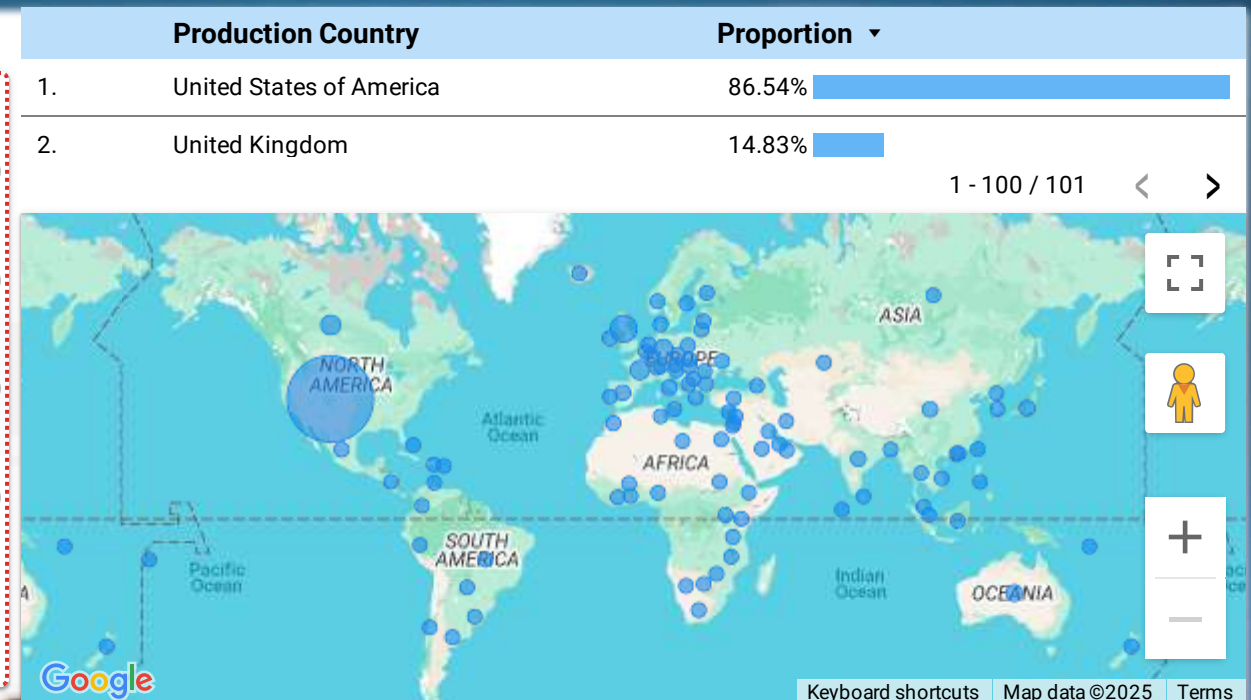 Production Country Proportion
1. United States of America 86.54%
2. United Kingdom 14.83%
1 - 100 / 101
ASIA
NORTH
AMERICA
EUROPE
Atlantic
Ocean
AFRICA
SOUTH
AMERICA
Pacific
Ocean
Indian
Ocean
OCEANIA
Google
Keyboard shortcuts Map data ©2025 Terms